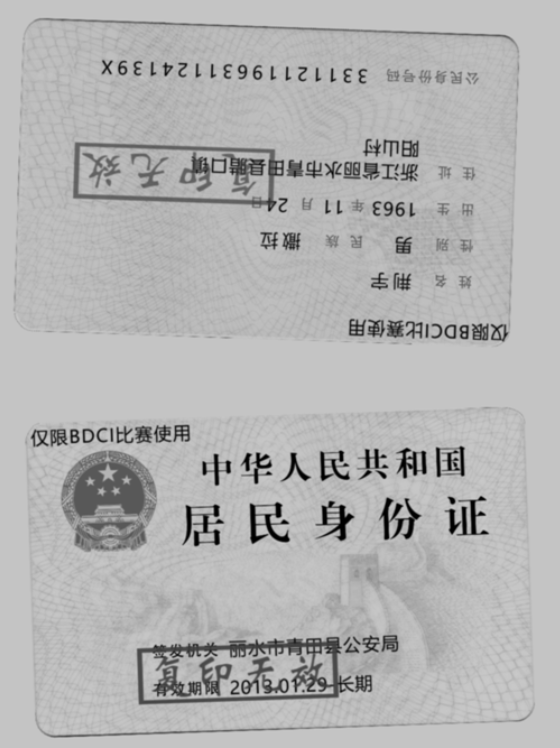 仅限BDCI比赛使用
姓名 荆宇
性别 男 民族 撒拉
出生 1963 年 11 月 24 日
住址 浙江省丽水市青田县腊口镇
阳山村
复印无效
公民身份号码 33112119631124139X
仅限BDCI比赛使用
中华人民共和国
居民身份证
签发机关 丽水市青田县公安局
复印无效
有效期限 2013.01.29-长期